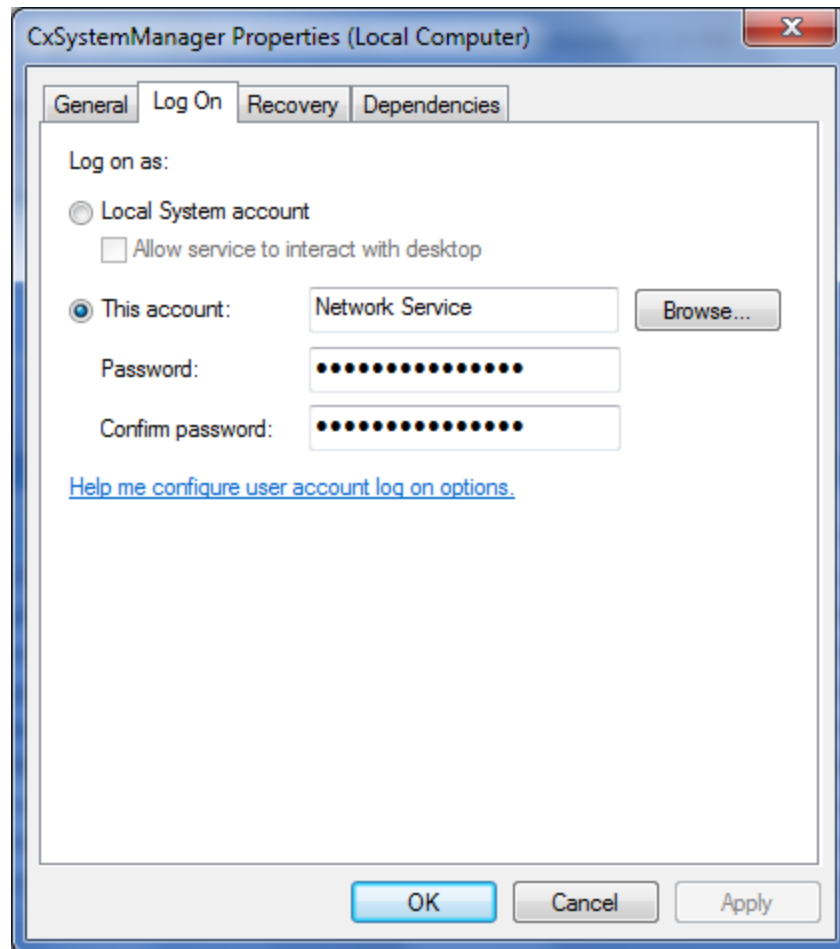 CxSystemManager Properties (Local Computer)
General Log On Recovery Dependencies
Log on as:
Local System account
Allow service to interact with desktop
This account: Network Service Browse...
Password: •••••••••••••••
Confirm password: •••••••••••••••
Help me configure user account log on options.
OK Cancel Apply